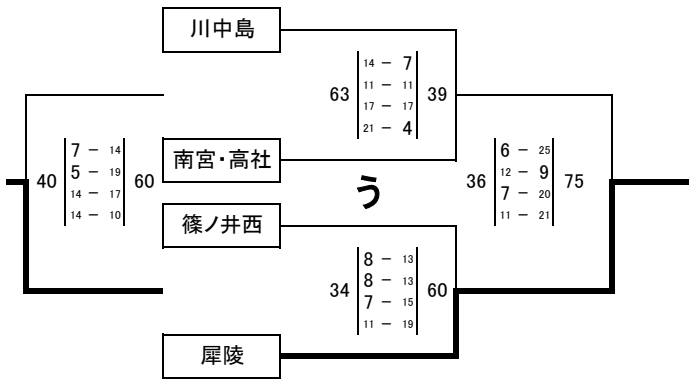 川中島
63
14 － 7
11 － 11
17 － 17
21 － 4
39
南宮・高社
40
7 － 14
5 － 19
14 － 17
14 － 10
60
う
36
6 － 25
12 － 9
7 － 20
11 － 21
75
篠ノ井西
34
8 － 13
8 － 13
7 － 15
11 － 19
60
犀陵